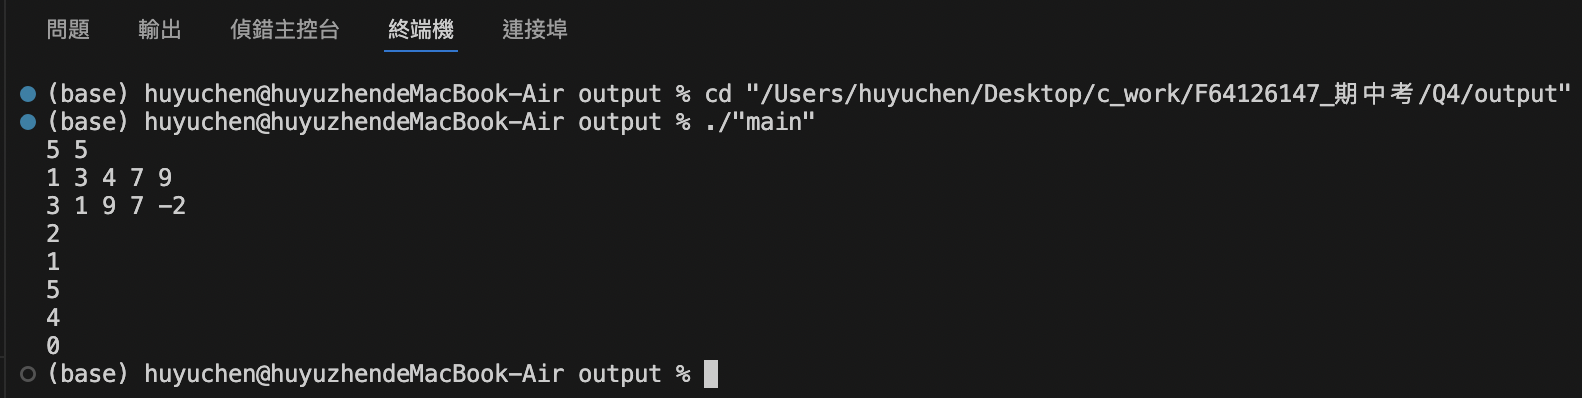 問題 輸出 偵錯主控台 終端機 連接埠
(base) huyuchen@huyuzhendeMacBook-Air output % cd "/Users/huyuchen/Desktop/c_work/F64126147_期中考/Q4/output"
(base) huyuchen@huyuzhendeMacBook-Air output % ./"main"
5 5
1 3 4 7 9
3 1 9 7 -2
2
1
5
4
0
(base) huyuchen@huyuzhendeMacBook-Air output %